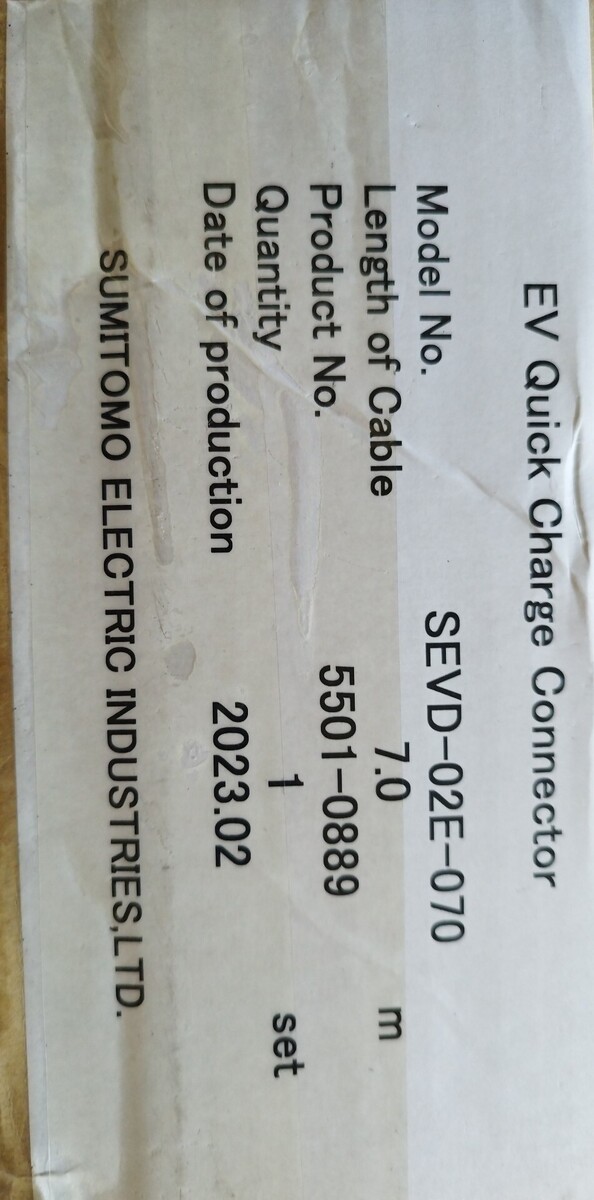 EV Quick Charge Connector
Model No. SEVD-02E-070
Length of Cable 7.0 m
Product No. 5501-0889
Quantity 1 set
Date of production 2023.02
SUMITOMO ELECTRIC INDUSTRIES,LTD.